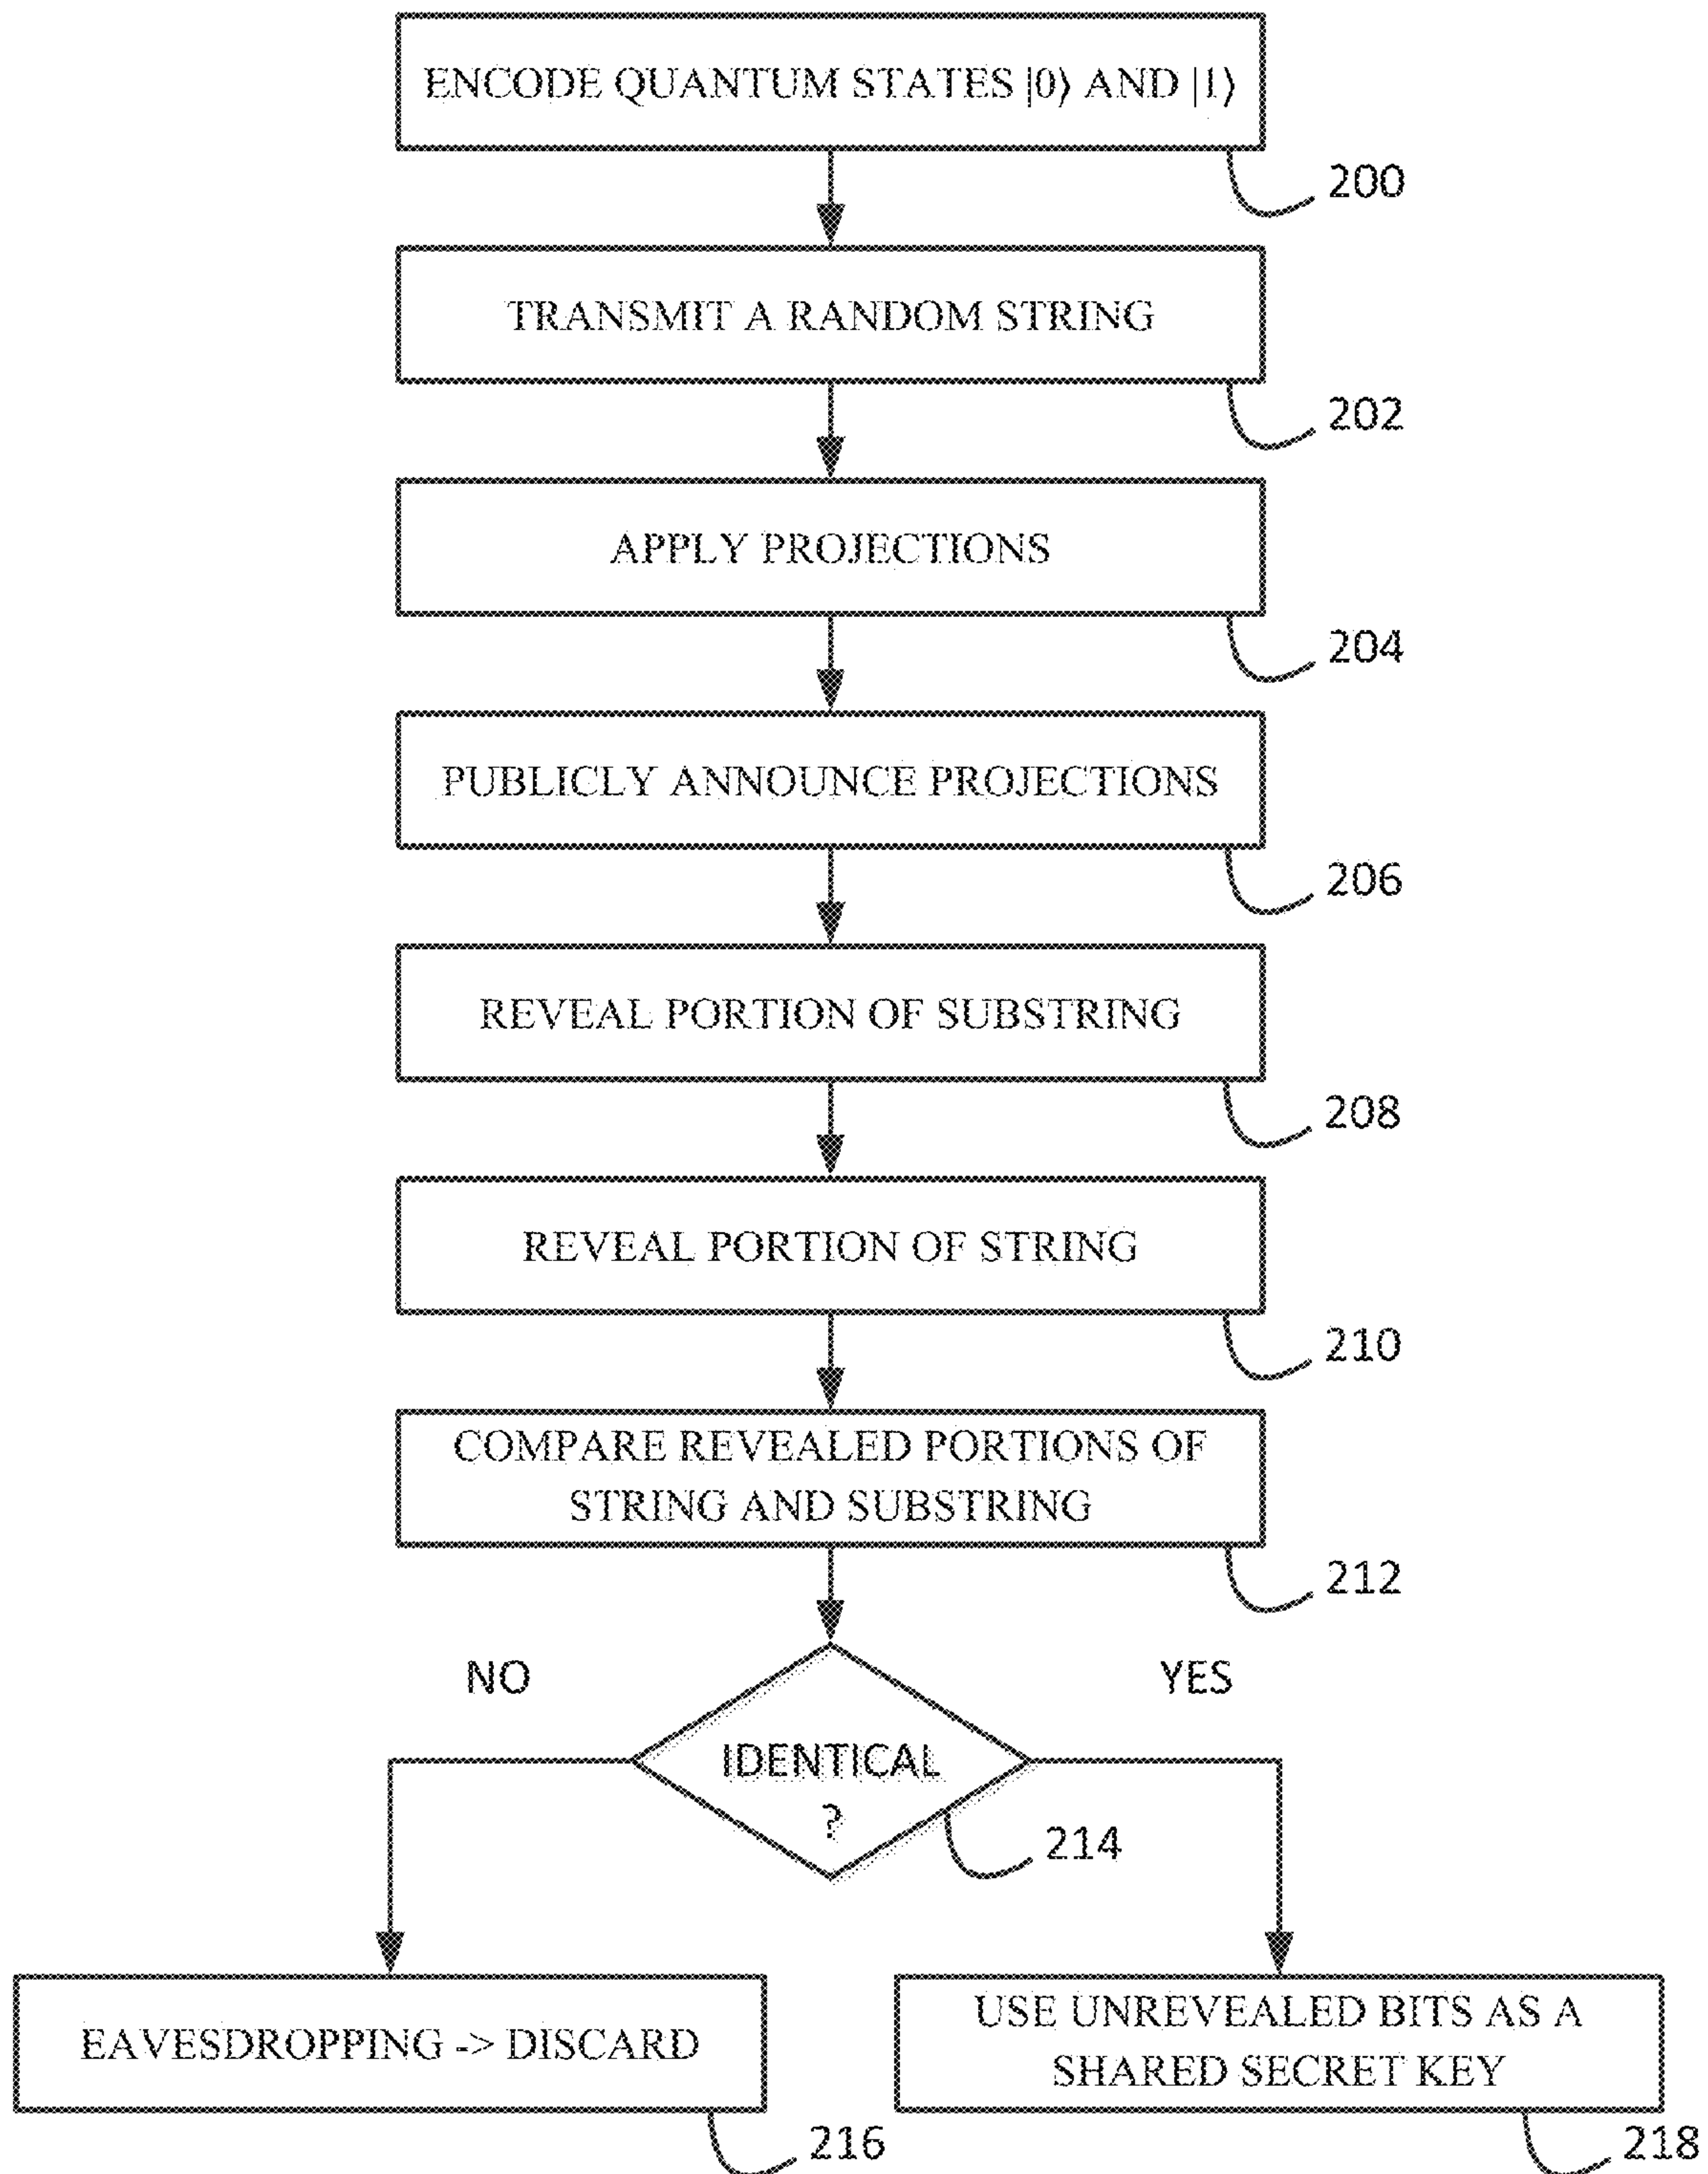 ENCODE QUANTUM STATES |0⟩ AND |1⟩
200
TRANSMIT A RANDOM STRING
202
APPLY PROJECTIONS
204
PUBLICLY ANNOUNCE PROJECTIONS
206
REVEAL PORTION OF SUBSTRING
208
REVEAL PORTION OF STRING
210
COMPARE REVEALED PORTIONS OF
STRING AND SUBSTRING
212
NO
YES
IDENTICAL
?
214
EAVESDROPPING -> DISCARD
216
USE UNREVEALED BITS AS A
SHARED SECRET KEY
218